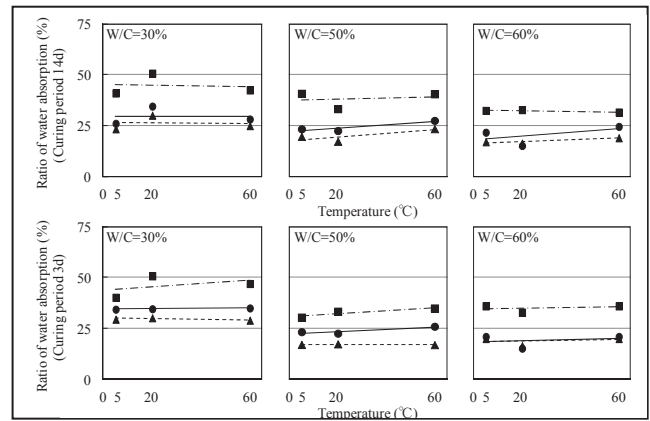 Ratio of water absorption (%)
(Curing period 14d)
75
50
25
0
W/C=30%
W/C=50%
W/C=60%
0 5 20 60
0 5 20 60
0 5 20 60
Temperature (℃)
Ratio of water absorption (%)
(Curing period 3d)
75
50
25
0
W/C=30%
W/C=50%
W/C=60%
0 5 20 60
0 5 20 60
0 5 20 60
Temperature (℃)